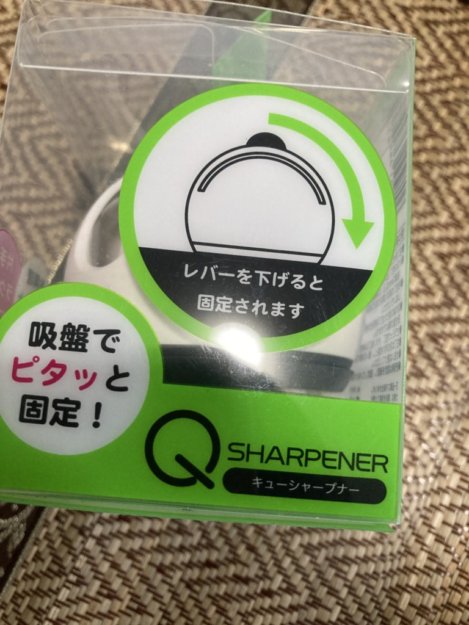 レバーを下げると
固定されます
吸盤で
ピタッと
固定！
Q SHARPENER
キューシャープナー